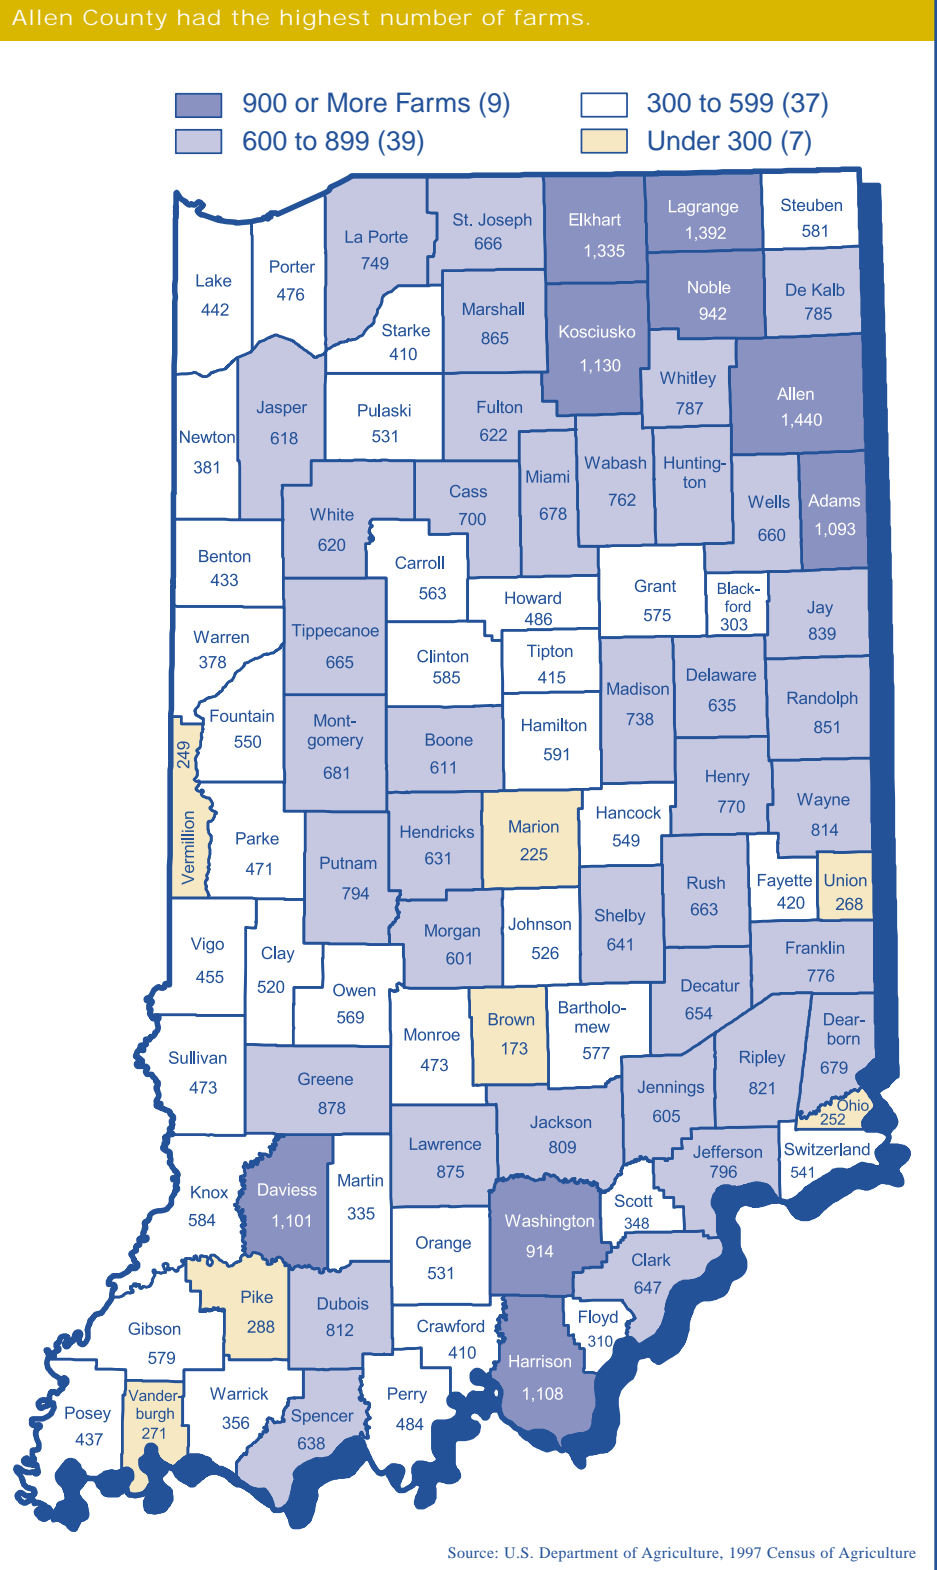 Allen County had the highest number of farms.
900 or More Farms (9)
300 to 599 (37)
600 to 899 (39)
Under 300 (7)
Lake
442
Porter
476
La Porte
749
St. Joseph
666
Elkhart
1,335
Lagrange
1,392
Steuben
581
Starke
410
Marshall
865
Kosciusko
1,130
Noble
942
De Kalb
785
Newton
381
Jasper
618
Pulaski
531
Fulton
622
Whitley
787
Allen
1,440
White
620
Cass
700
Miami
678
Wabash
762
Hunting-
ton
Wells
660
Adams
1,093
Benton
433
Carroll
563
Howard
486
Grant
575
Black-
ford
303
Jay
839
Warren
378
Tippecanoe
665
Clinton
585
Tipton
415
Madison
738
Delaware
635
Randolph
851
Fountain
550
Mont-
gomery
681
Boone
611
Hamilton
591
Henry
770
Wayne
814
249
Vermillion
Parke
471
Putnam
794
Hendricks
631
Marion
225
Hancock
549
Rush
663
Fayette
420
Union
268
Vigo
455
Clay
520
Owen
569
Morgan
601
Johnson
526
Shelby
641
Decatur
654
Franklin
776
Sullivan
473
Greene
878
Monroe
473
Brown
173
Bartholo-
mew
577
Jennings
605
Ripley
821
Dear-
born
679
Ohio
252
Knox
584
Daviess
1,101
Martin
335
Lawrence
875
Jackson
809
Jefferson
796
Switzerland
541
Orange
531
Washington
914
Scott
348
Clark
647
Gibson
579
Pike
288
Dubois
812
Crawford
410
Harrison
1,108
Floyd
310
Posey
437
Vander-
burgh
271
Warrick
356
Spencer
638
Perry
484
Source: U.S. Department of Agriculture, 1997 Census of Agriculture